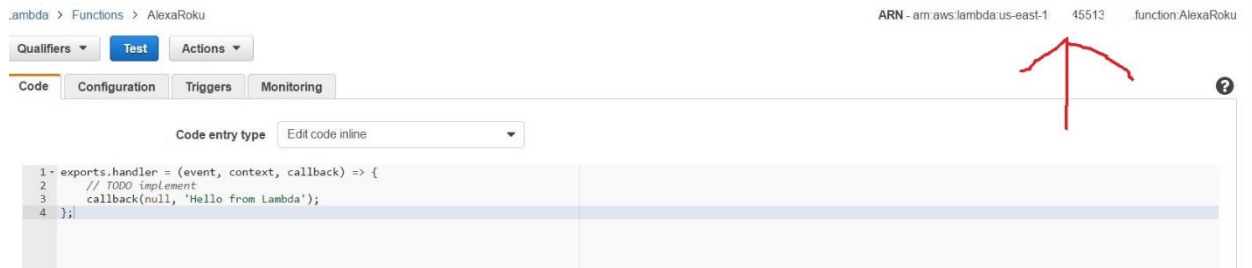 Lambda > Functions > AlexaRoku
ARN - arn:aws:lambda:us-east-1: 45513 :function:AlexaRoku
Qualifiers Test Actions
Code Configuration Triggers Monitoring
?
Code entry type Edit code inline
1 exports.handler = (event, context, callback) => {
2 // TODO implement
3 callback(null, 'Hello from Lambda');
4 };